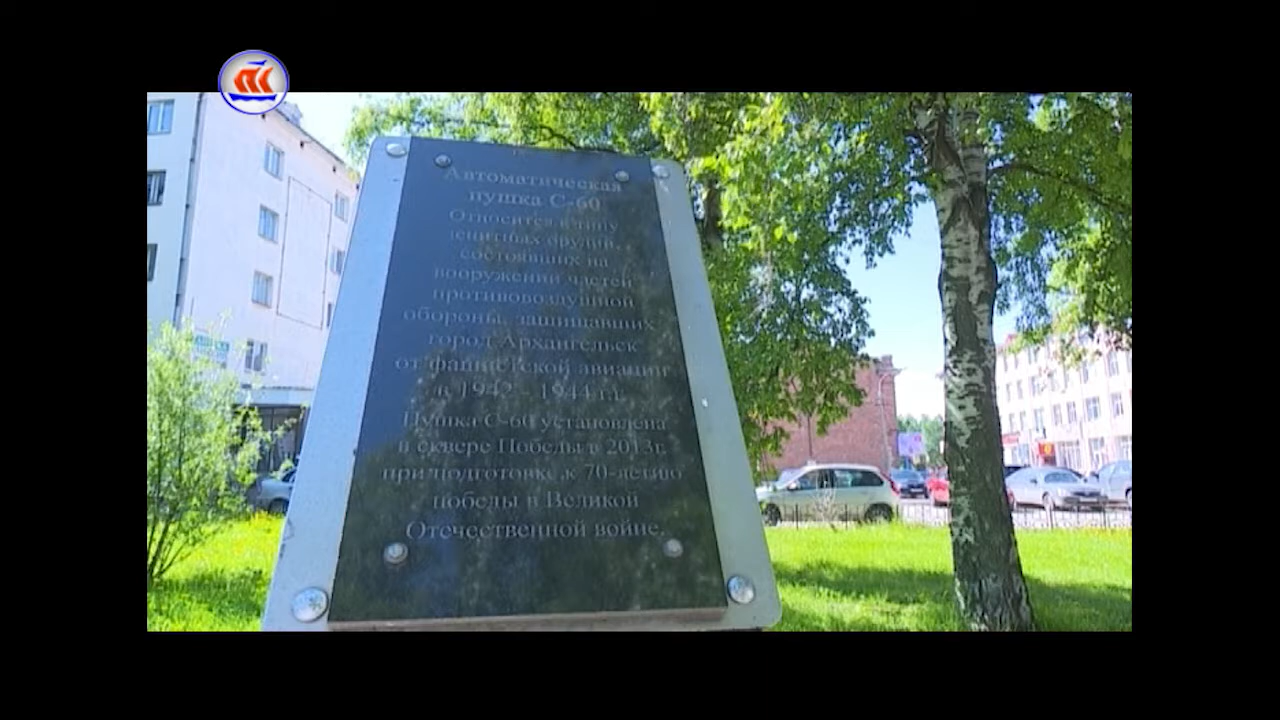 Автоматическая
пушка С-60
Относится к типу
зенитных орудий,
состоявших на
вооружении частей
противовоздушной
обороны, защищавших
город Архангельск
от фашистской авиации
в 1942 - 1944 г.г.
Пушка С-60 установлена
в сквере Победы в 2013г.
при подготовке к 70-летию
победы в Великой
Отечественной войне.